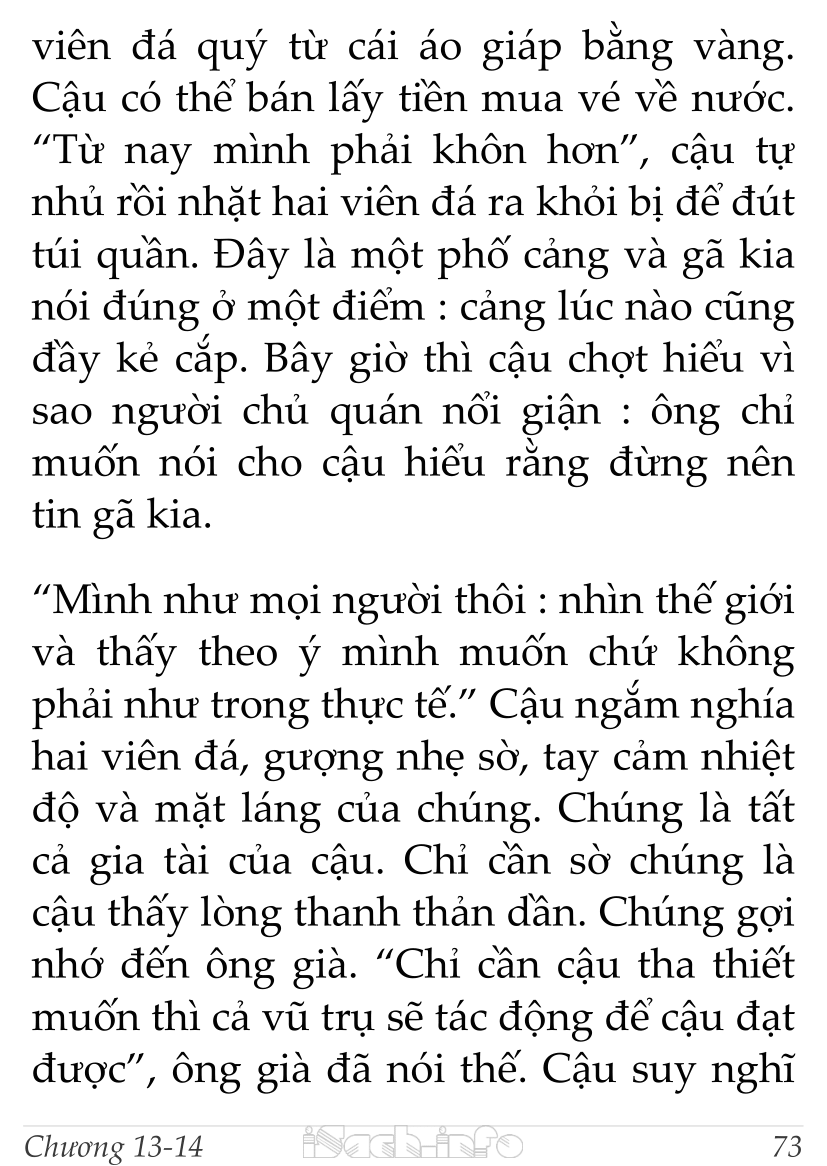 viên đá quý từ cái áo giáp bằng vàng.
Cậu có thể bán lấy tiền mua vé về nước.
“Từ nay mình phải khôn hơn”, cậu tự
nhủ rồi nhặt hai viên đá ra khỏi bị để đút
túi quần. Đây là một phố cảng và gã kia
nói đúng ở một điểm : cảng lúc nào cũng
đầy kẻ cắp. Bây giờ thì cậu chợt hiểu vì
sao người chủ quán nổi giận : ông chỉ
muốn nói cho cậu hiểu rằng đừng nên
tin gã kia.
“Mình như mọi người thôi : nhìn thế giới
và thấy theo ý mình muốn chứ không
phải như trong thực tế.” Cậu ngắm nghía
hai viên đá, gượng nhẹ sờ, tay cảm nhiệt
độ và mặt láng của chúng. Chúng là tất
cả gia tài của cậu. Chỉ cần sờ chúng là
cậu thấy lòng thanh thản dần. Chúng gợi
nhớ đến ông già. “Chỉ cần cậu tha thiết
muốn thì cả vũ trụ sẽ tác động để cậu đạt
được”, ông già đã nói thế. Cậu suy nghĩ
Chương 13-14 iSach.info 73